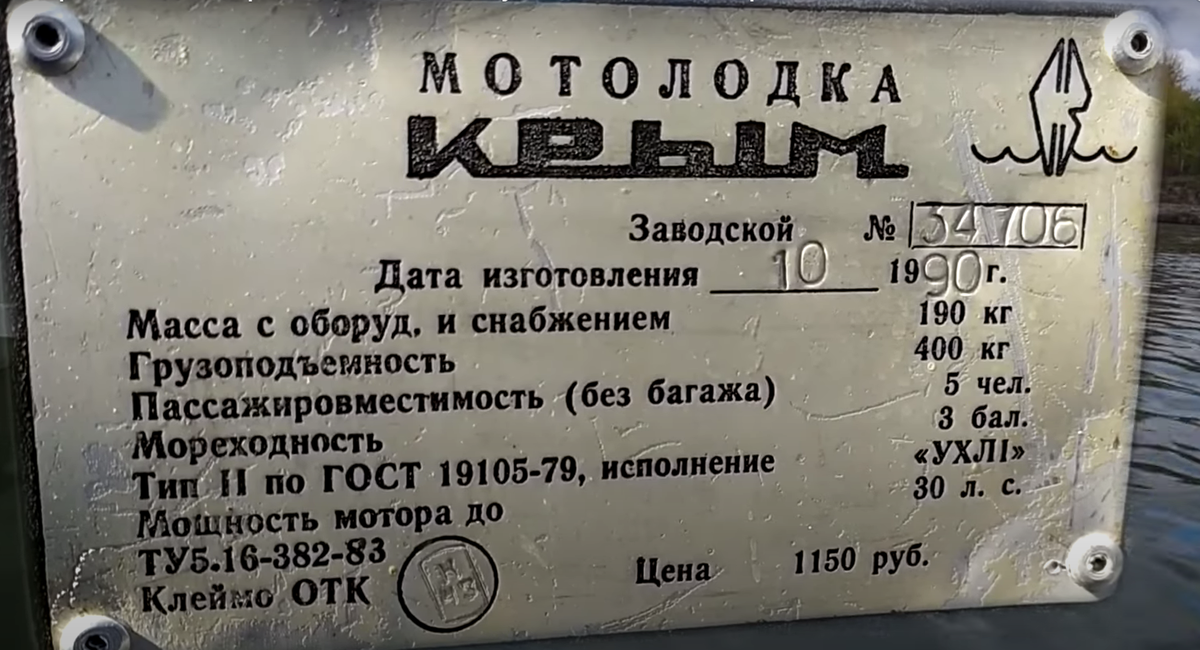 МОТОЛОДКА
КРЫМ
Заводской № 34706
Дата изготовления 10 1990 г.
Масса с оборуд. и снабжением 190 кг
Грузоподъемность 400 кг
Пассажировместимость (без багажа) 5 чел.
Мореходность 3 бал.
Тип II по ГОСТ 19105-79, исполнение «УХЛ1»
Мощность мотора до 30 л. с.
ТУ5.16-382-83
Клеймо ОТК Цена 1150 руб.